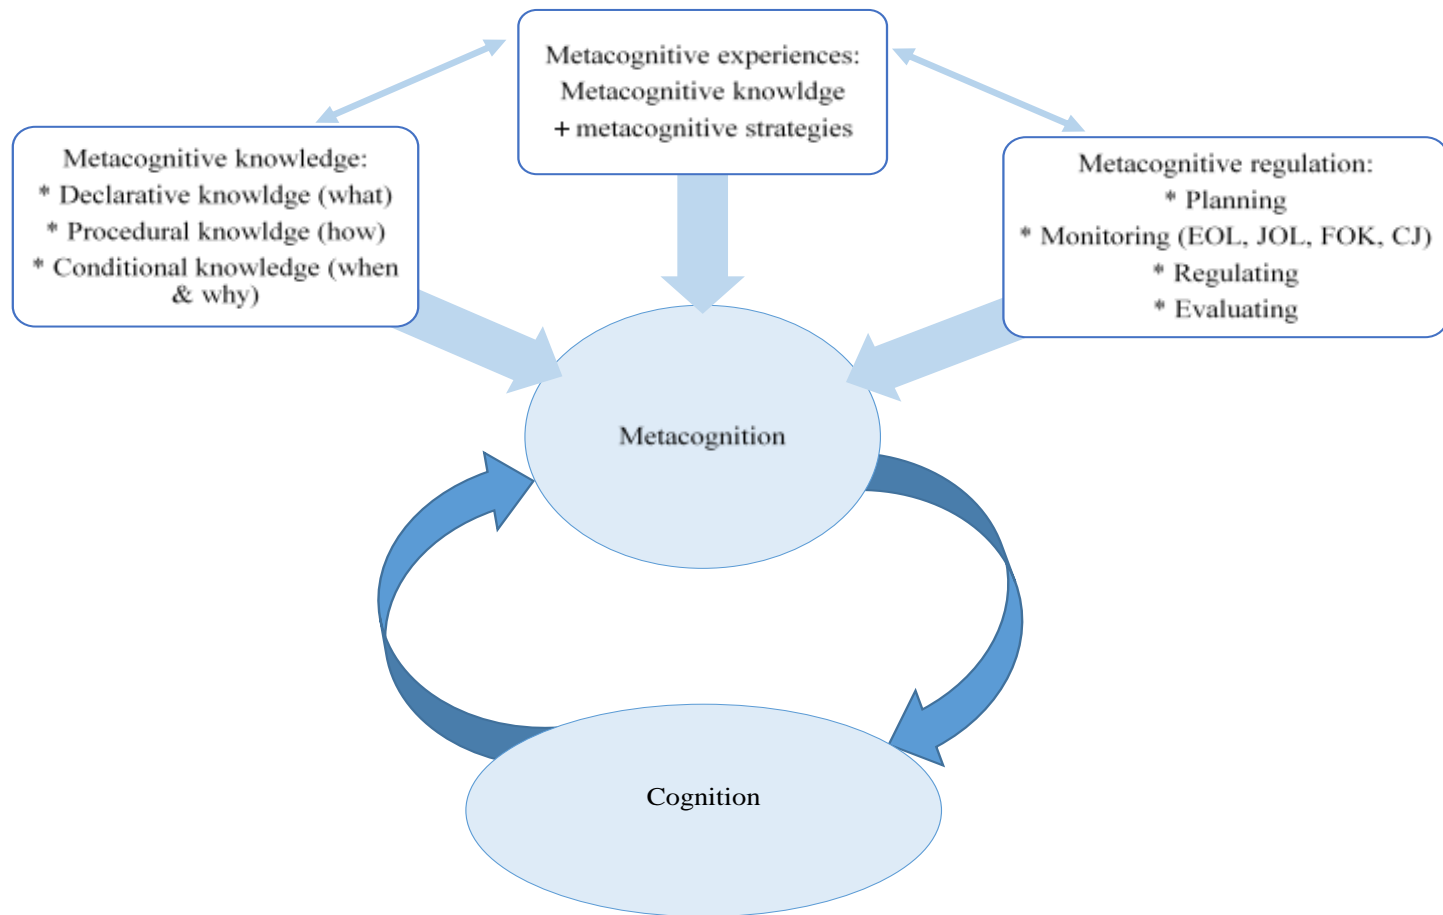 Metacognitive experiences:
Metacognitive knowldge
+ metacognitive strategies
Metacognitive knowledge:
* Declarative knowldge (what)
* Procedural knowldge (how)
* Conditional knowledge (when
& why)
Metacognitive regulation:
* Planning
* Monitoring (EOL, JOL, FOK, CJ)
* Regulating
* Evaluating
Metacognition
Cognition